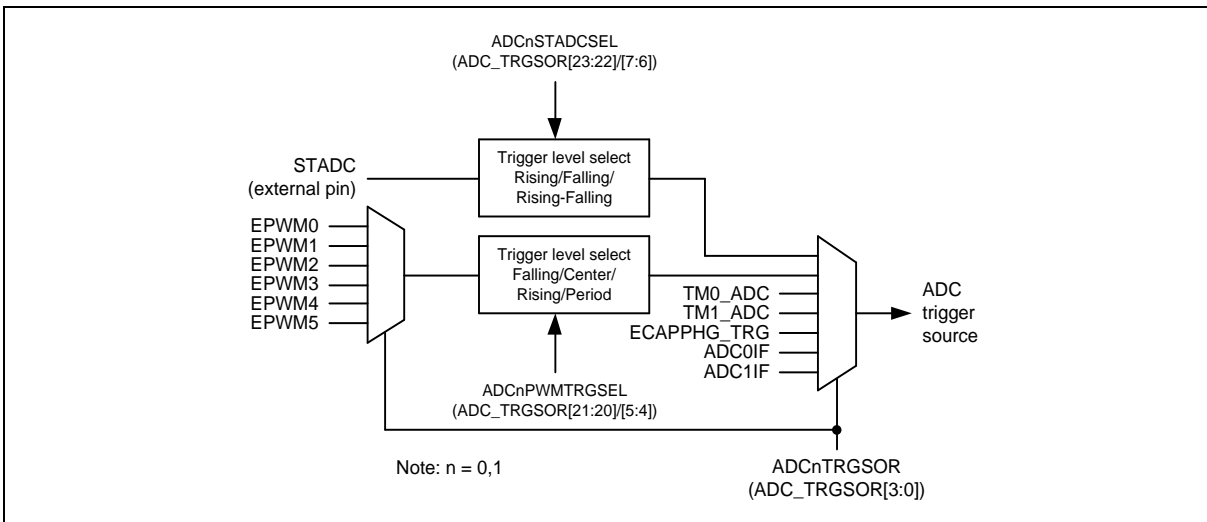 ADCnSTADCSEL
(ADC_TRGSOR[23:22]/[7:6])
STADC
(external pin)
Trigger level select
Rising/Falling/
Rising-Falling
EPWM0
EPWM1
EPWM2
EPWM3
EPWM4
EPWM5
Trigger level select
Falling/Center/
Rising/Period
TM0_ADC
TM1_ADC
ECAPPHG_TRG
ADC0IF
ADC1IF
ADC
trigger
source
ADCnPWMTRGSEL
(ADC_TRGSOR[21:20]/[5:4])
Note: n = 0,1
ADCnTRGSOR
(ADC_TRGSOR[3:0])